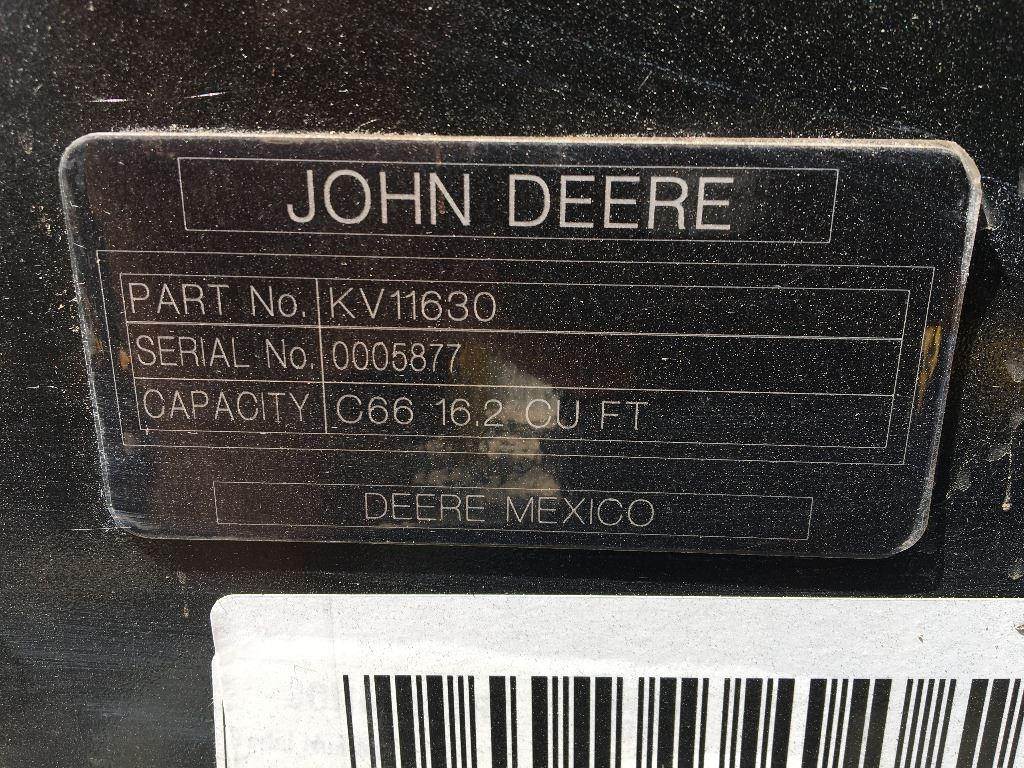 JOHN DEERE
PART No. KV11630
SERIAL No. 0005877
CAPACITY C66 16.2 CU FT
DEERE MEXICO